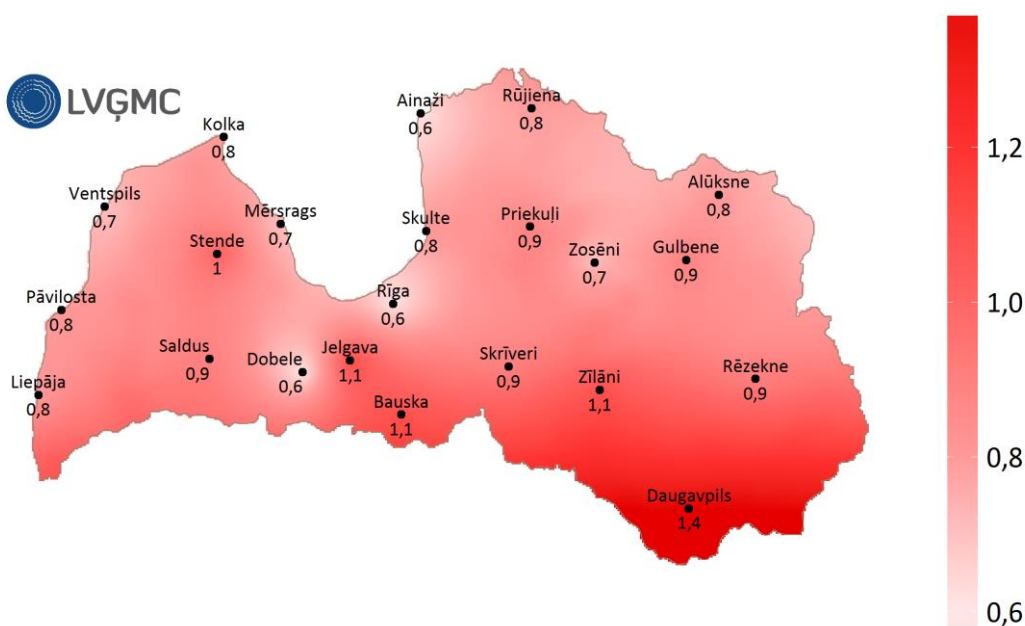 LVĢMC
Ainaži
0,6
Rūjiena
0,8
Kolka
0,8
Ventspils
0,7
Mērsrags
0,7
Stende
1
Skulte
0,8
Priekuļi
0,9
Zosēni
0,7
Alūksne
0,8
Gulbene
0,9
Pāvilosta
0,8
Rīga
0,6
Saldus
0,9
Dobele
0,6
Jelgava
1,1
Skrīveri
0,9
Zīlāni
1,1
Rēzekne
0,9
Liepāja
0,8
Bauska
1,1
Daugavpils
1,4
1,2
1,0
0,8
0,6